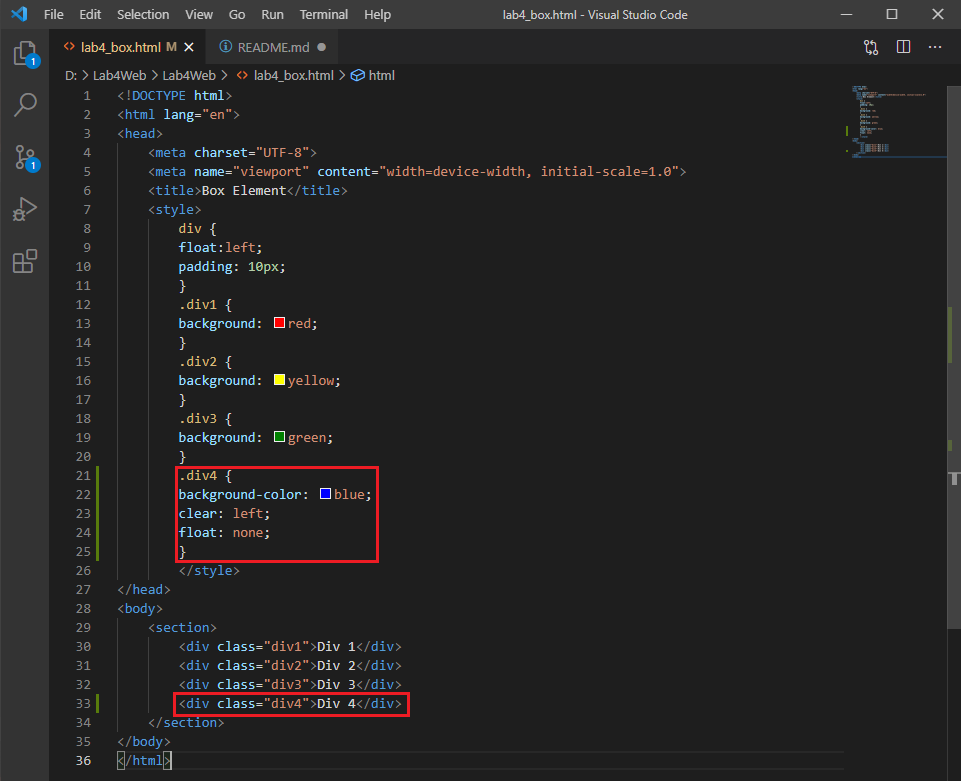 File Edit Selection View Go Run Terminal Help lab4_box.html - Visual Studio Code
lab4_box.html M README.md
D: > Lab4Web > Lab4Web > lab4_box.html > html
1
1
1 <!DOCTYPE html>
2 <html lang="en">
3 <head>
4 <meta charset="UTF-8">
5 <meta name="viewport" content="width=device-width, initial-scale=1.0">
6 <title>Box Element</title>
7 <style>
8 div {
9 float:left;
10 padding: 10px;
11 }
12 .div1 {
13 background: red;
14 }
15 .div2 {
16 background: yellow;
17 }
18 .div3 {
19 background: green;
20 }
21 .div4 {
22 background-color: blue;
23 clear: left;
24 float: none;
25 }
26 </style>
27 </head>
28 <body>
29 <section>
30 <div class="div1">Div 1</div>
31 <div class="div2">Div 2</div>
32 <div class="div3">Div 3</div>
33 <div class="div4">Div 4</div>
34 </section>
35 </body>
36 </html>